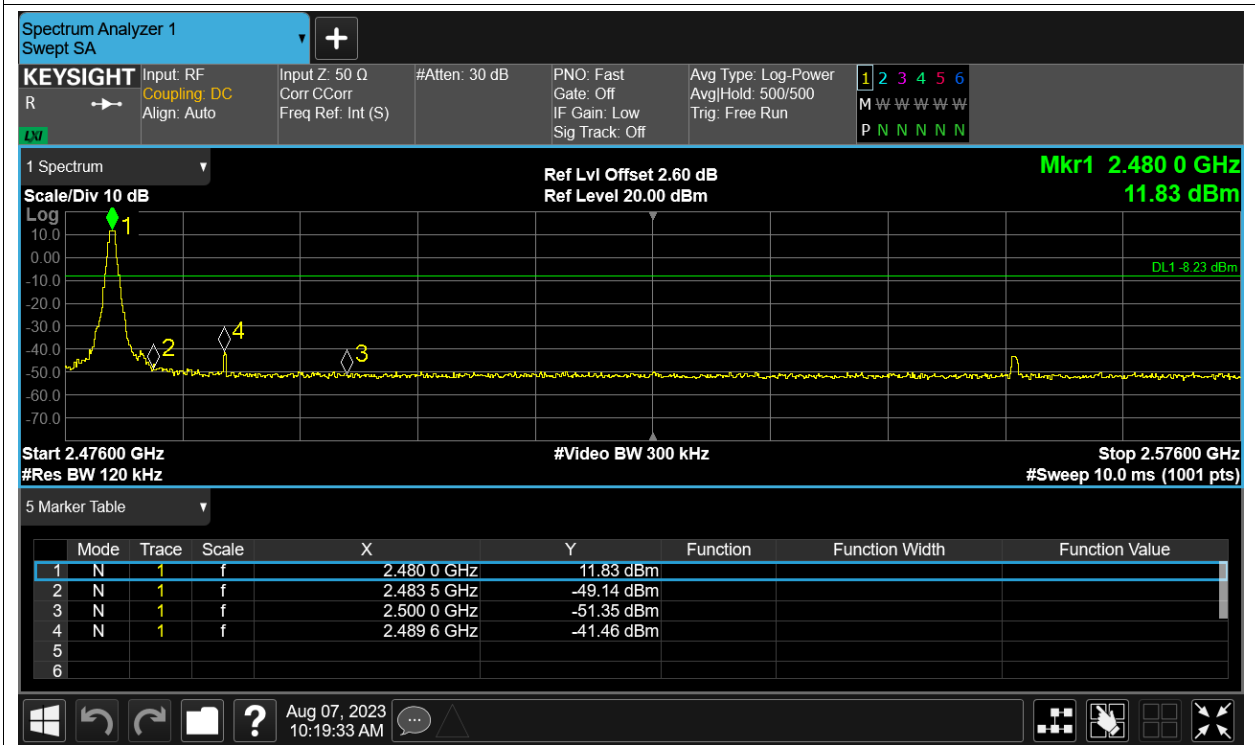 Spectrum Analyzer 1
Swept SA
+
KEYSIGHT Input: RF Input Z: 50 Ω #Atten: 30 dB PNO: Fast Avg Type: Log-Power 1 2 3 4 5 6
R Coupling: DC Corr CCorr Gate: Off Avg|Hold: 500/500 M W W W W W
Align: Auto Freq Ref: Int (S) IF Gain: Low Trig: Free Run
LXI Sig Track: Off P N N N N N
1 Spectrum Ref Lvl Offset 2.60 dB Mkr1 2.480 0 GHz
Scale/Div 10 dB Ref Level 20.00 dBm 11.83 dBm
Log
1
10.0
0.00
DL1 -8.23 dBm
-10.0
-20.0
-30.0
4
-40.0
2 3
-50.0
-60.0
-70.0
Start 2.47600 GHz #Video BW 300 kHz Stop 2.57600 GHz
#Res BW 120 kHz #Sweep 10.0 ms (1001 pts)
5 Marker Table
Mode Trace Scale X Y Function Function Width Function Value
1 N 1 f 2.480 0 GHz 11.83 dBm
2 N 1 f 2.483 5 GHz -49.14 dBm
3 N 1 f 2.500 0 GHz -51.35 dBm
4 N 1 f 2.489 6 GHz -41.46 dBm
5
6
? Aug 07, 2023
10:19:33 AM